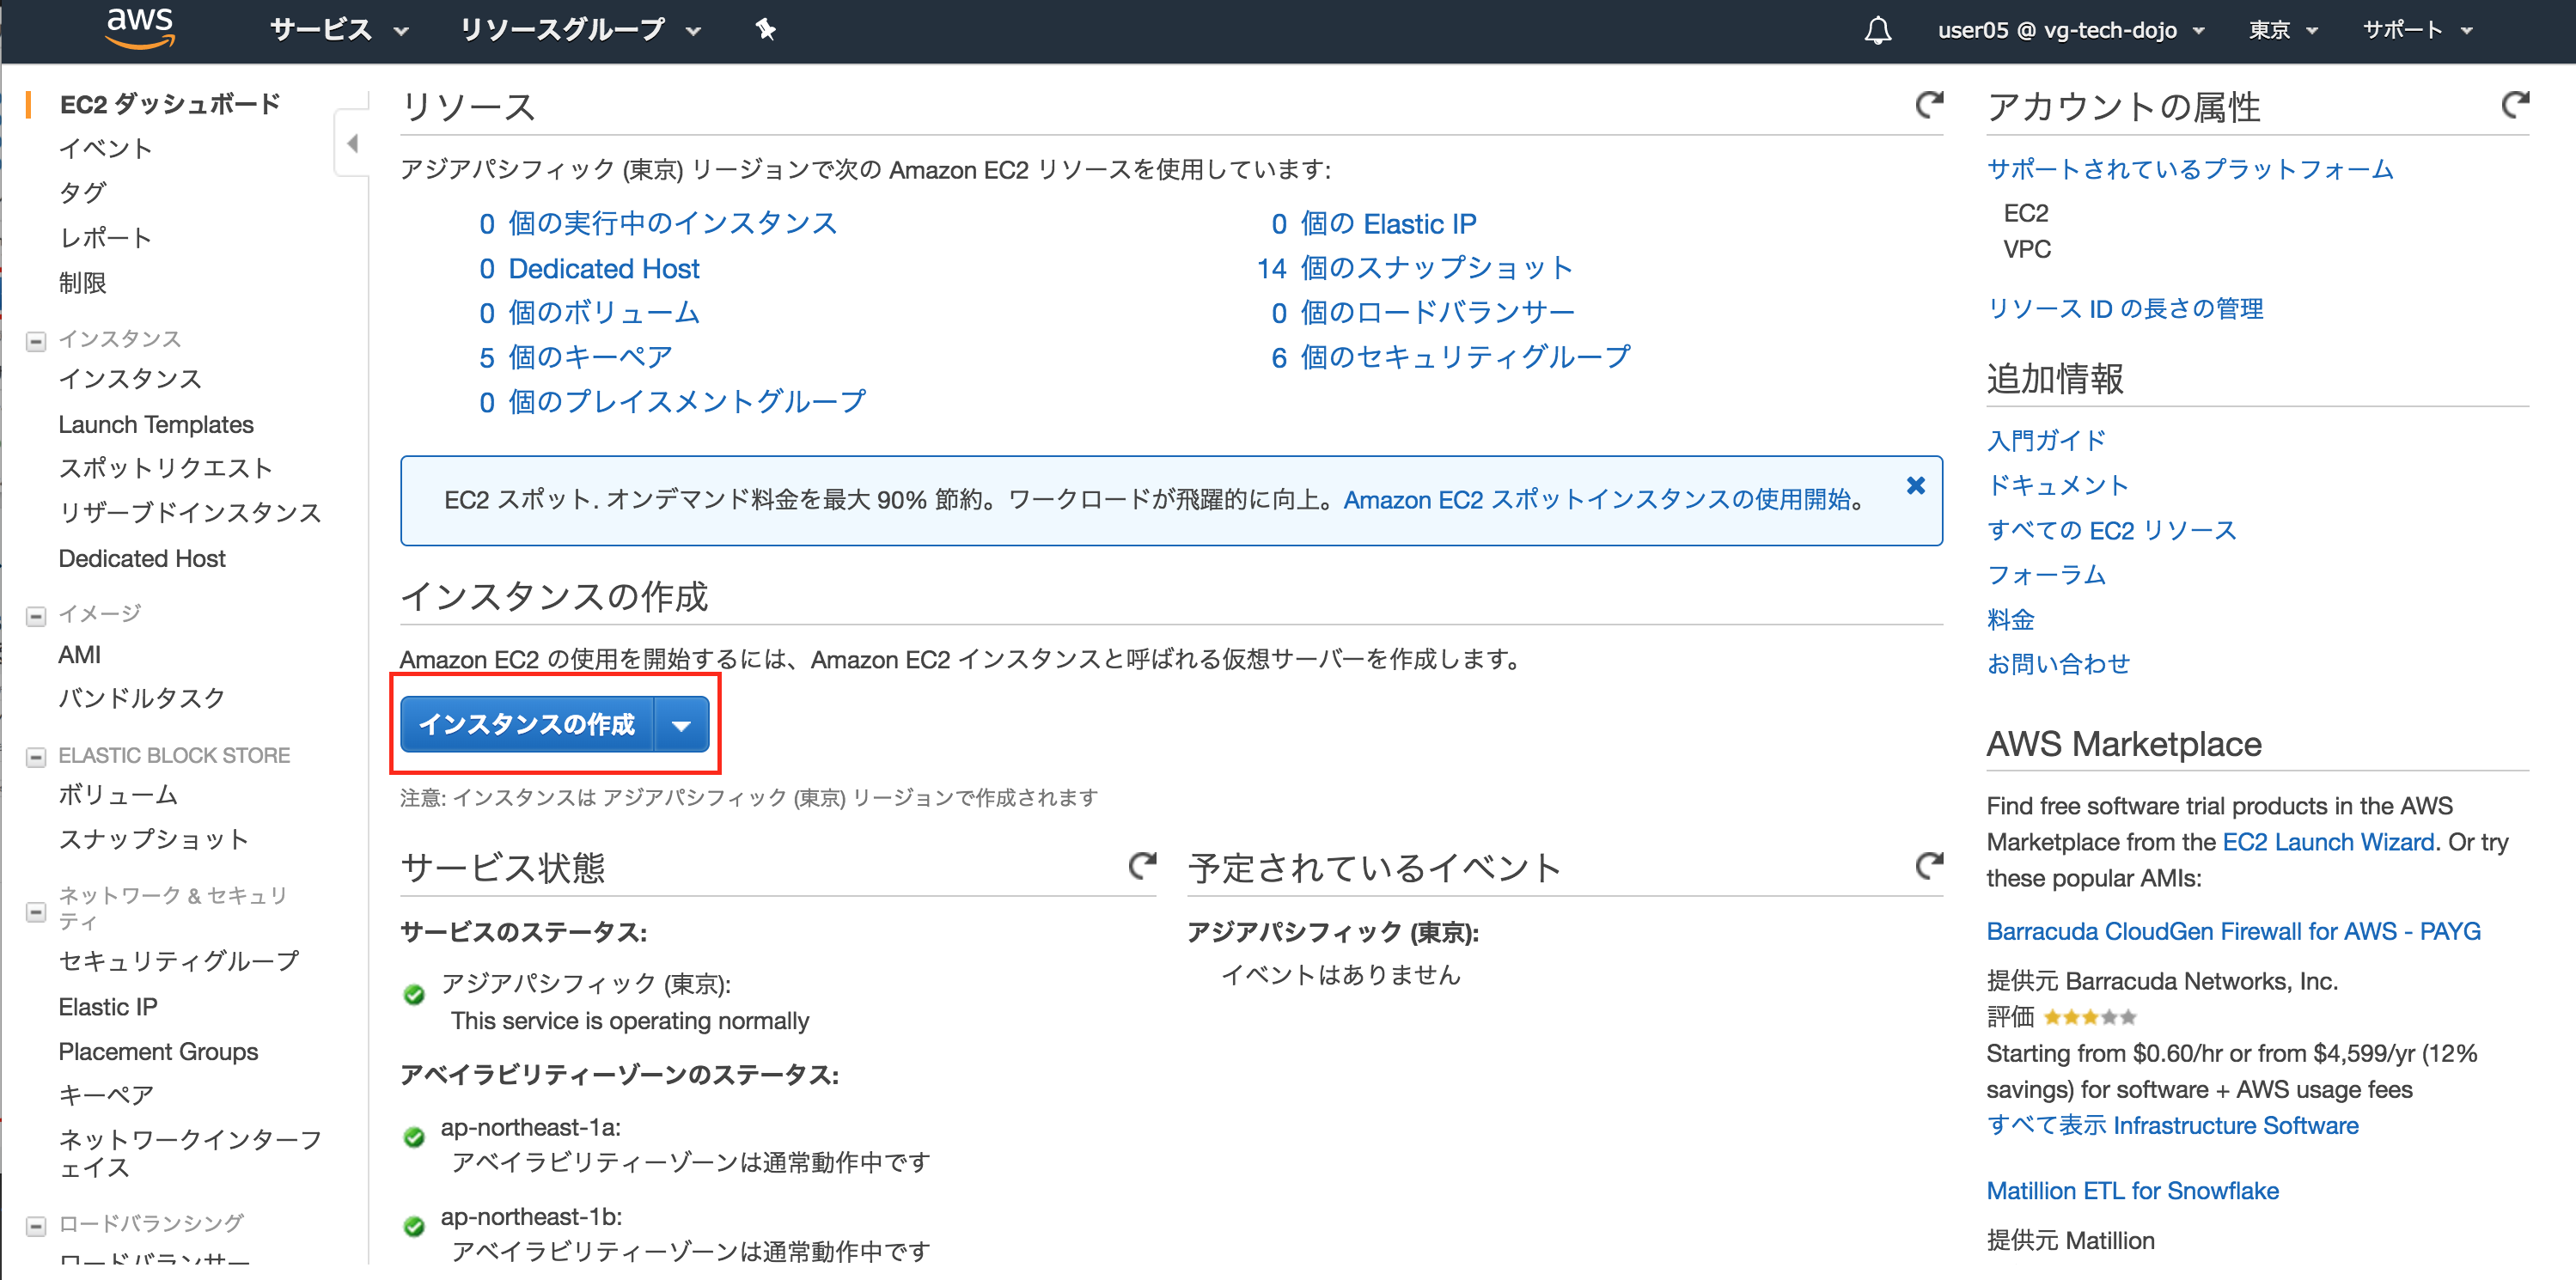 aws
サービス
リソースグループ
user05 @ vg-tech-dojo
東京
サポート
EC2 ダッシュボード
イベント
タグ
レポート
制限
インスタンス
インスタンス
Launch Templates
スポットリクエスト
リザーブドインスタンス
Dedicated Host
イメージ
AMI
バンドルタスク
ELASTIC BLOCK STORE
ボリューム
スナップショット
ネットワーク & セキュリ
ティ
セキュリティグループ
Elastic IP
Placement Groups
キーペア
ネットワークインターフ
ェイス
ロードバランシング
ロードバランサー
リソース
アジアパシフィック (東京) リージョンで次の Amazon EC2 リソースを使用しています:
0 個の実行中のインスタンス
0 Dedicated Host
0 個のボリューム
5 個のキーペア
0 個のプレイスメントグループ
0 個の Elastic IP
14 個のスナップショット
0 個のロードバランサー
6 個のセキュリティグループ
EC2 スポット. オンデマンド料金を最大 90% 節約。ワークロードが飛躍的に向上。Amazon EC2 スポットインスタンスの使用開始。
インスタンスの作成
Amazon EC2 の使用を開始するには、Amazon EC2 インスタンスと呼ばれる仮想サーバーを作成します。
インスタンスの作成
注意: インスタンスは アジアパシフィック (東京) リージョンで作成されます
サービス状態
サービスのステータス:
アジアパシフィック (東京):
This service is operating normally
アベイラビリティーゾーンのステータス:
ap-northeast-1a:
アベイラビリティーゾーンは通常動作中です
ap-northeast-1b:
アベイラビリティーゾーンは通常動作中です
予定されているイベント
アジアパシフィック (東京):
イベントはありません
アカウントの属性
サポートされているプラットフォーム
EC2
VPC
リソース ID の長さの管理
追加情報
入門ガイド
ドキュメント
すべての EC2 リソース
フォーラム
料金
お問い合わせ
AWS Marketplace
Find free software trial products in the AWS
Marketplace from the EC2 Launch Wizard. Or try
these popular AMIs:
Barracuda CloudGen Firewall for AWS - PAYG
提供元 Barracuda Networks, Inc.
評価
Starting from $0.60/hr or from $4,599/yr (12%
savings) for software + AWS usage fees
すべて表示 Infrastructure Software
Matillion ETL for Snowflake
提供元 Matillion